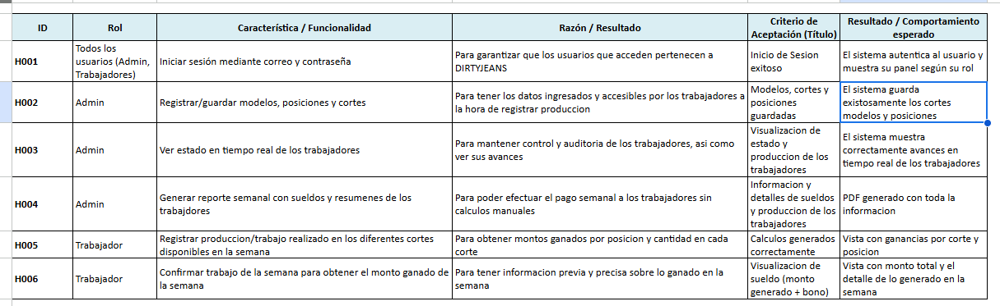 ID
Rol
Característica / Funcionalidad
Razón / Resultado
Criterio de
Aceptación (Título)
Resultado / Comportamiento
esperado
H001
Todos los
usuarios (Admin,
Trabajadores)
Iniciar sesión mediante correo y contraseña
Para garantizar que los usuarios que acceden pertenecen a
DIRTYJEANS
Inicio de Sesion
exitoso
El sistema autentica al usuario y
muestra su panel según su rol
H002
Admin
Registrar/guardar modelos, posiciones y cortes
Para tener los datos ingresados y accesibles por los trabajadores a
la hora de registrar produccion
Modelos, cortes y
posiciones
guardadas
El sistema guarda
existosamente los cortes
modelos y posiciones
H003
Admin
Ver estado en tiempo real de los trabajadores
Para mantener control y auditoria de los trabajadores, asi como
ver sus avances
Visualizacion de
estado y
produccion de los
trabajadores
El sistema muestra
correctamente avances en
tiempo real de los trabajadores
H004
Admin
Generar reporte semanal con sueldos y resumenes de los
trabajdores
Para poder efectuar el pago semanal a los trabajadores sin
calculos manuales
Informacion y
detalles de sueldos
y produccion de los
trabajadores
PDF generado con toda la
informacion
H005
Trabajador
Registrar produccion/trabajo realizado en los diferentes cortes
disponibles en la semana
Para obtener montos ganados por posicion y cantidad en cada
corte
Calculos generados
correctamente
Vista con ganancias por corte y
posicion
H006
Trabajador
Confirmar trabajo de la semana para obtener el monto ganado de
la semana
Para tener informacion previa y precisa sobre lo ganado en la
semana
Visualizacion de
sueldo (monto
generado + bono)
Vista con monto total y el
detalle de lo generado en la
semana